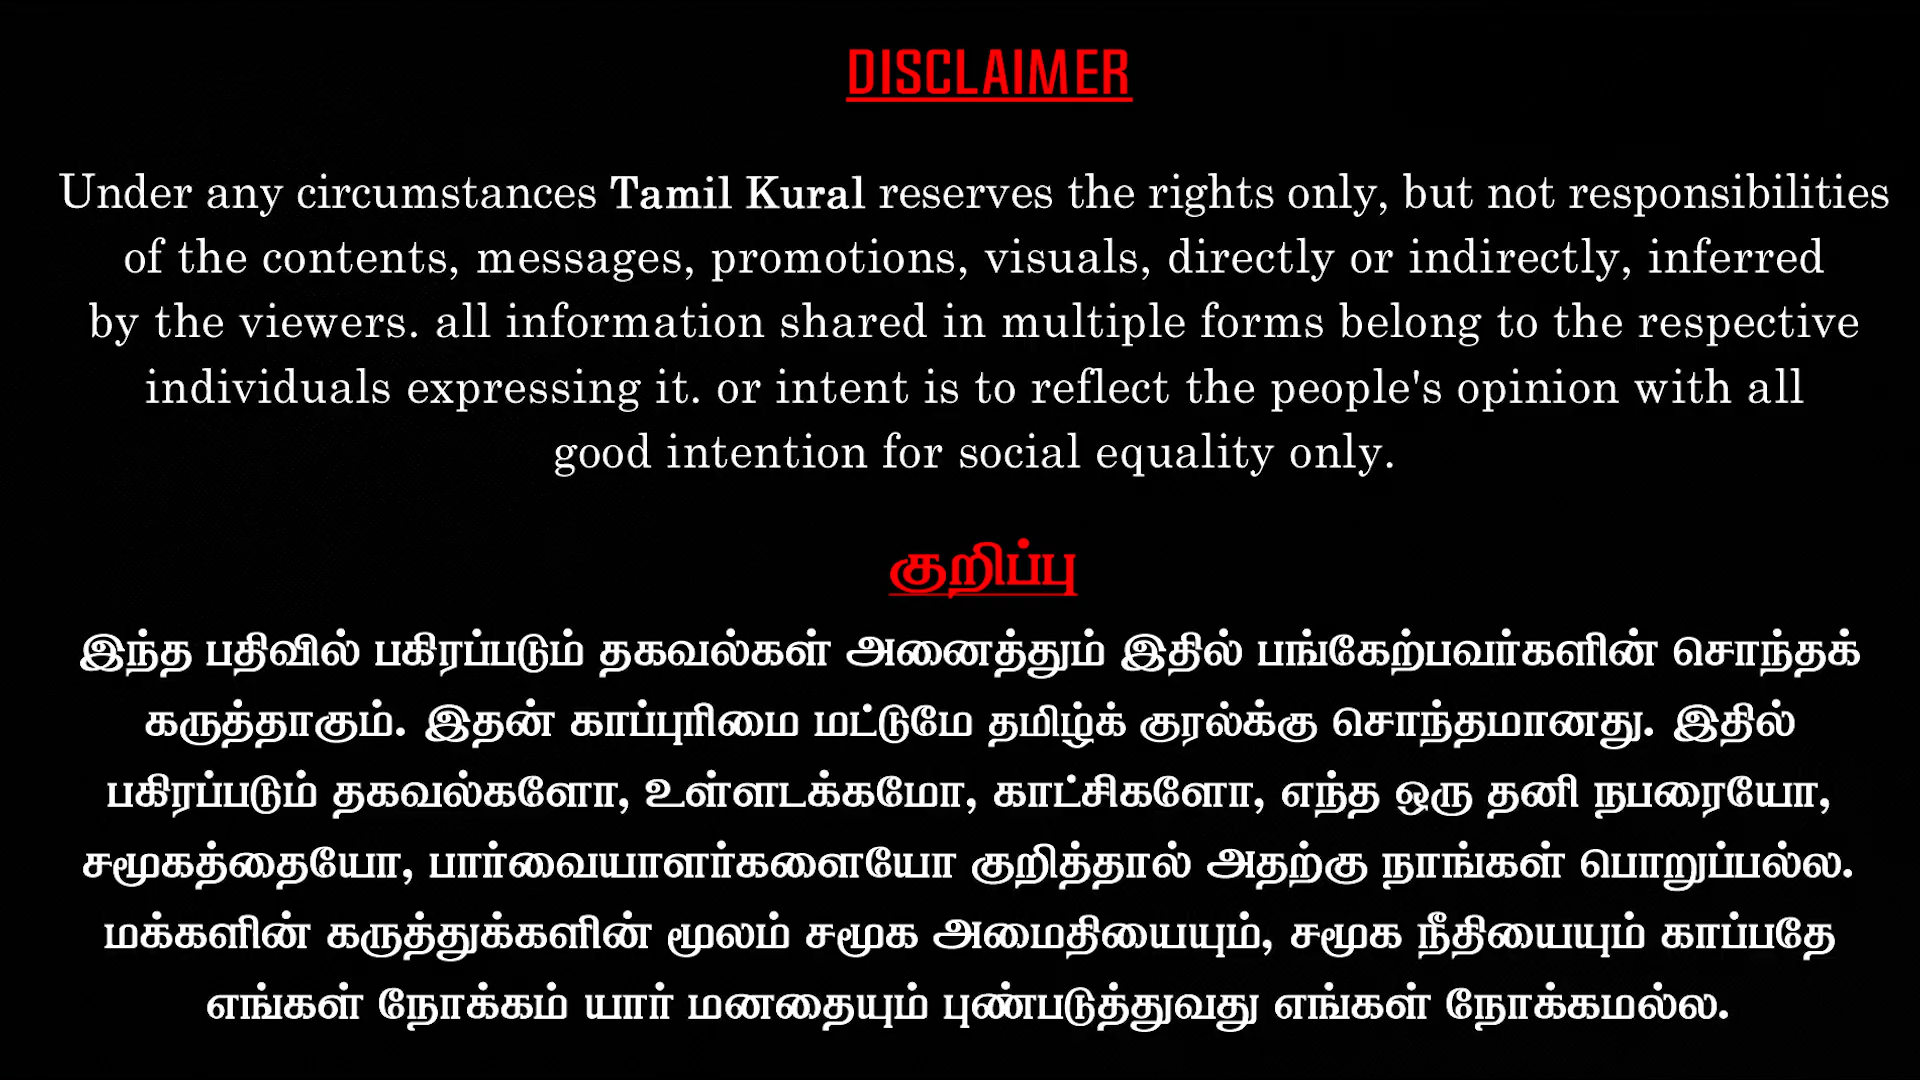 DISCLAIMER
Under any circumstances Tamil Kural reserves the rights only, but not responsibilities
of the contents, messages, promotions, visuals, directly or indirectly, inferred
by the viewers. all information shared in multiple forms belong to the respective
individuals expressing it. or intent is to reflect the people's opinion with all
good intention for social equality only.
குறிப்பு
இந்த பதிவில் பகிரப்படும் தகவல்கள் அனைத்தும் இதில் பங்கேற்பவர்களின் சொந்தக்
கருத்தாகும். இதன் காப்புரிமை மட்டுமே தமிழ்க் குரல்க்கு சொந்தமானது. இதில்
பகிரப்படும் தகவல்களோ, உள்ளடக்கமோ, காட்சிகளோ, எந்த ஒரு தனி நபரையோ,
சமூகத்தையோ, பார்வையாளர்களையோ குறித்தால் அதற்கு நாங்கள் பொறுப்பல்ல.
மக்களின் கருத்துக்களின் மூலம் சமூக அமைதியையும், சமூக நீதியையும் காப்பதே
எங்கள் நோக்கம் யார் மனதையும் புண்படுத்துவது எங்கள் நோக்கமல்ல.